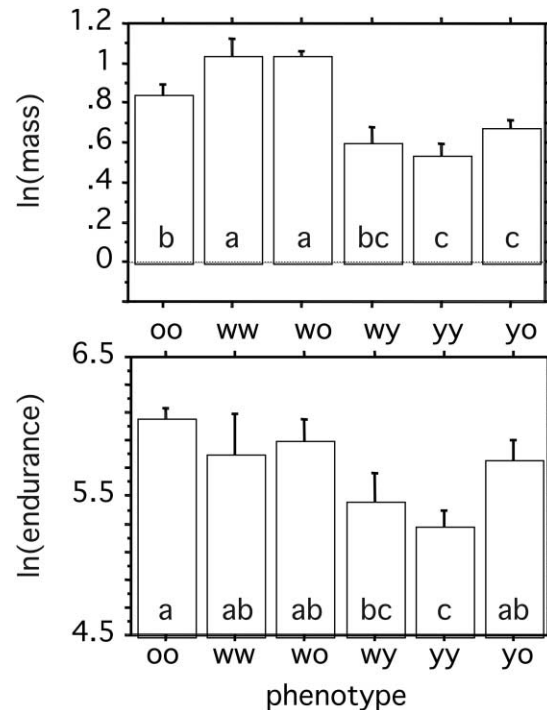 ln(mass)
1.2
1
.8
.6
.4
.2
0
b a a bc c c
oo ww wo wy yy yo
ln(endurance)
6.5
5.5
4.5
a ab ab bc c ab
oo ww wo wy yy yo
phenotype